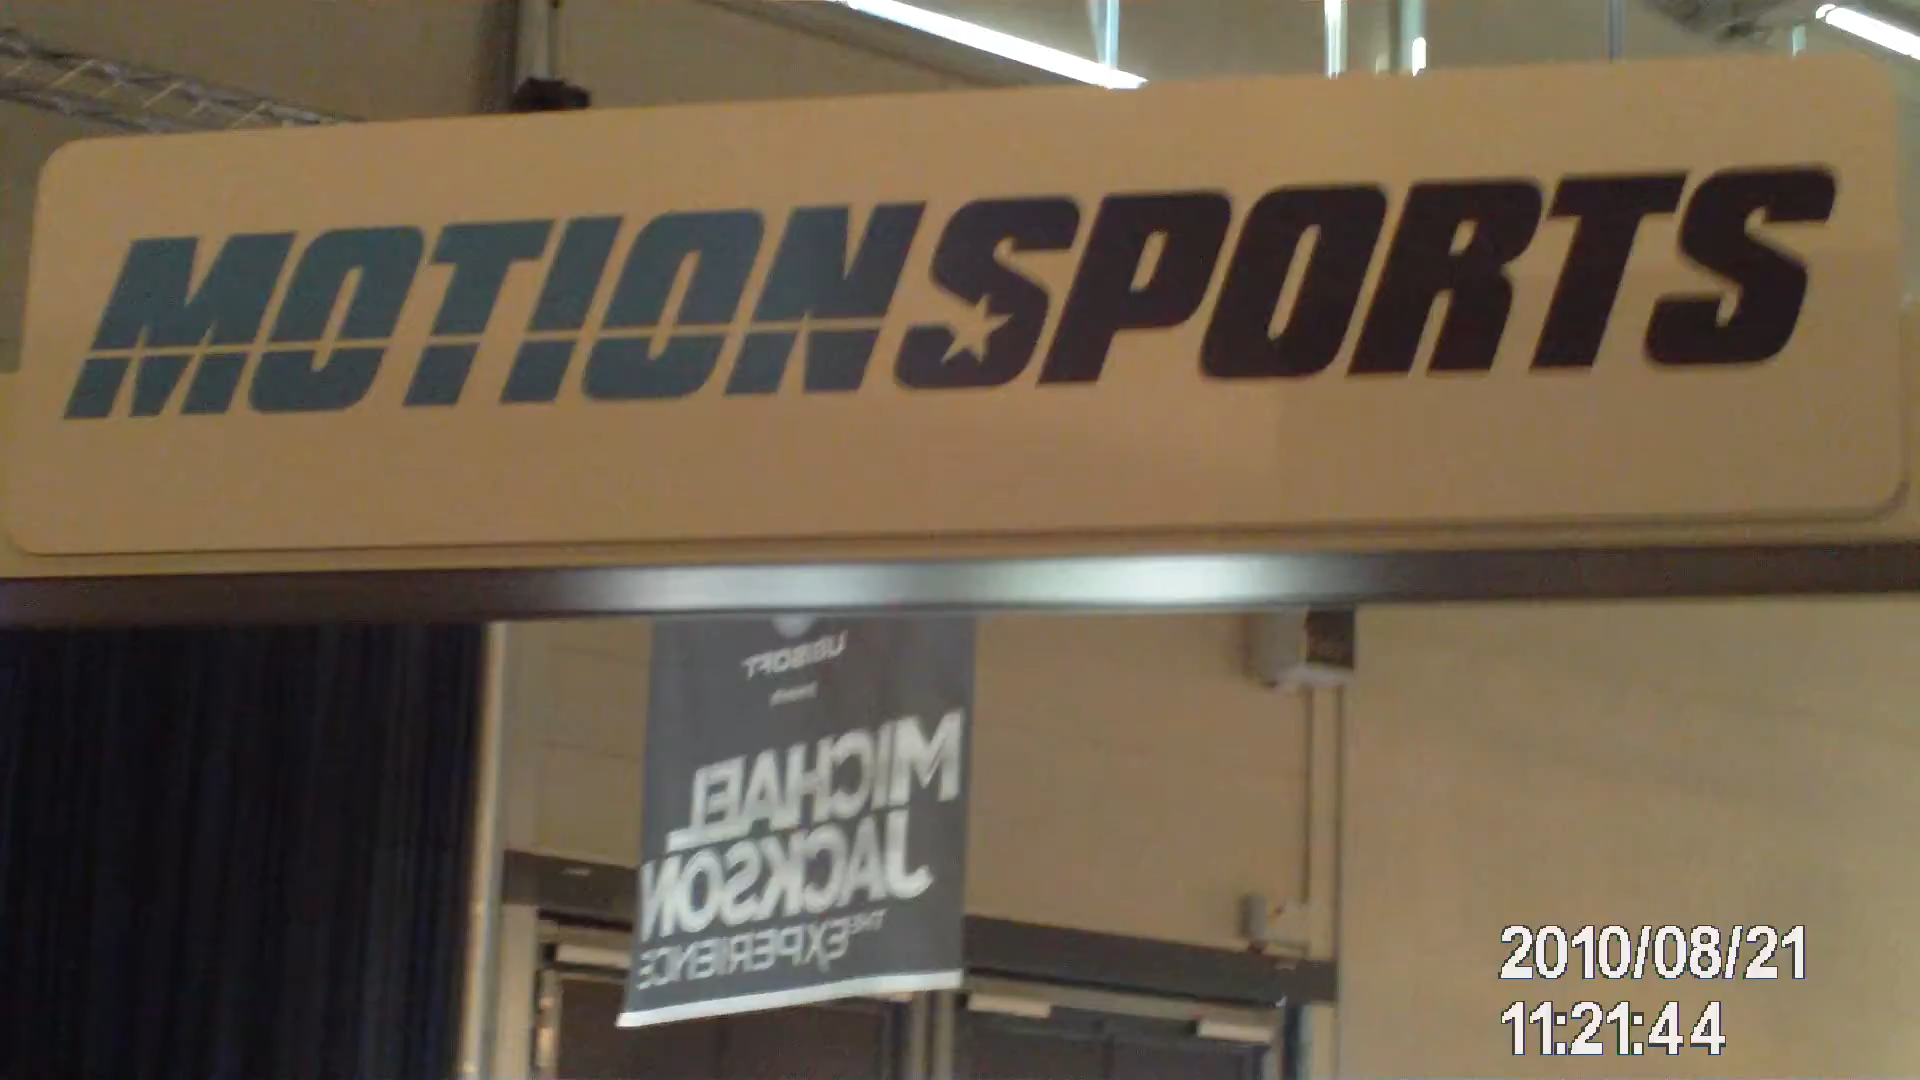 MOTIONSPORTS
UBISOFT
MICHAEL
JACKSON
THE EXPERIENCE
2010/08/21
11:21:44